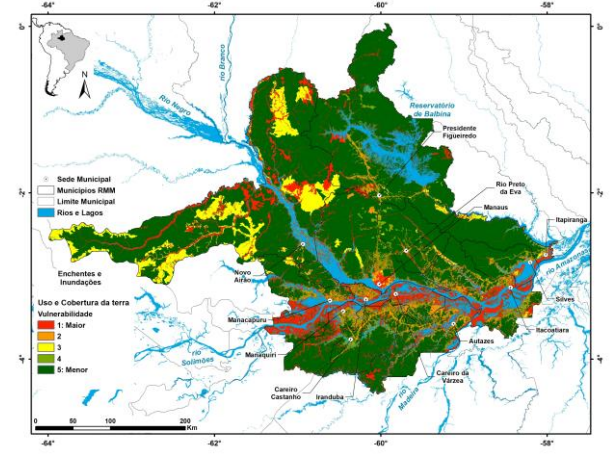 -64°
-62°
-60°
-58°
0°
0°
rio Branco
Rio Negro
N
Reservatório
de Balbina
Presidente
Figueiredo
Sede Municipal
Municípios RMM
Limite Municipal
Rios e Lagos
Rio Preto
da Eva
-2°
-2°
Manaus
Itapiranga
rio Amazonas
Enchentes e
Inundações
Novo
Airão
Uso e Cobertura da terra
Vulnerabilidade
1: Maior
2
3
4
5: Menor
Silves
Manacapuru
Itacoatiara
Manaquiri
rio
Solimões
Autazes
-4°
-4°
Careiro da
Várzea
Careiro
Castanho
Iranduba
rio
Madeira
0
50
100
200
Km
-64°
-62°
-60°
-58°